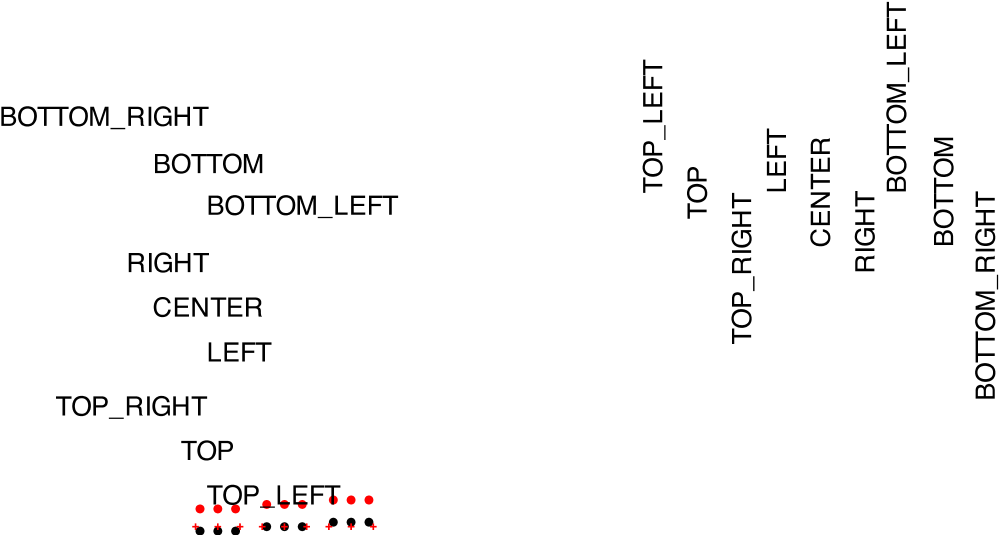 BOTTOM_RIGHT
BOTTOM
BOTTOM_LEFT
RIGHT
CENTER
LEFT
TOP_RIGHT
TOP
TOP_LEFT
TOP_LEFT
TOP
TOP_RIGHT
LEFT
CENTER
RIGHT
BOTTOM_LEFT
BOTTOM
BOTTOM_RIGHT